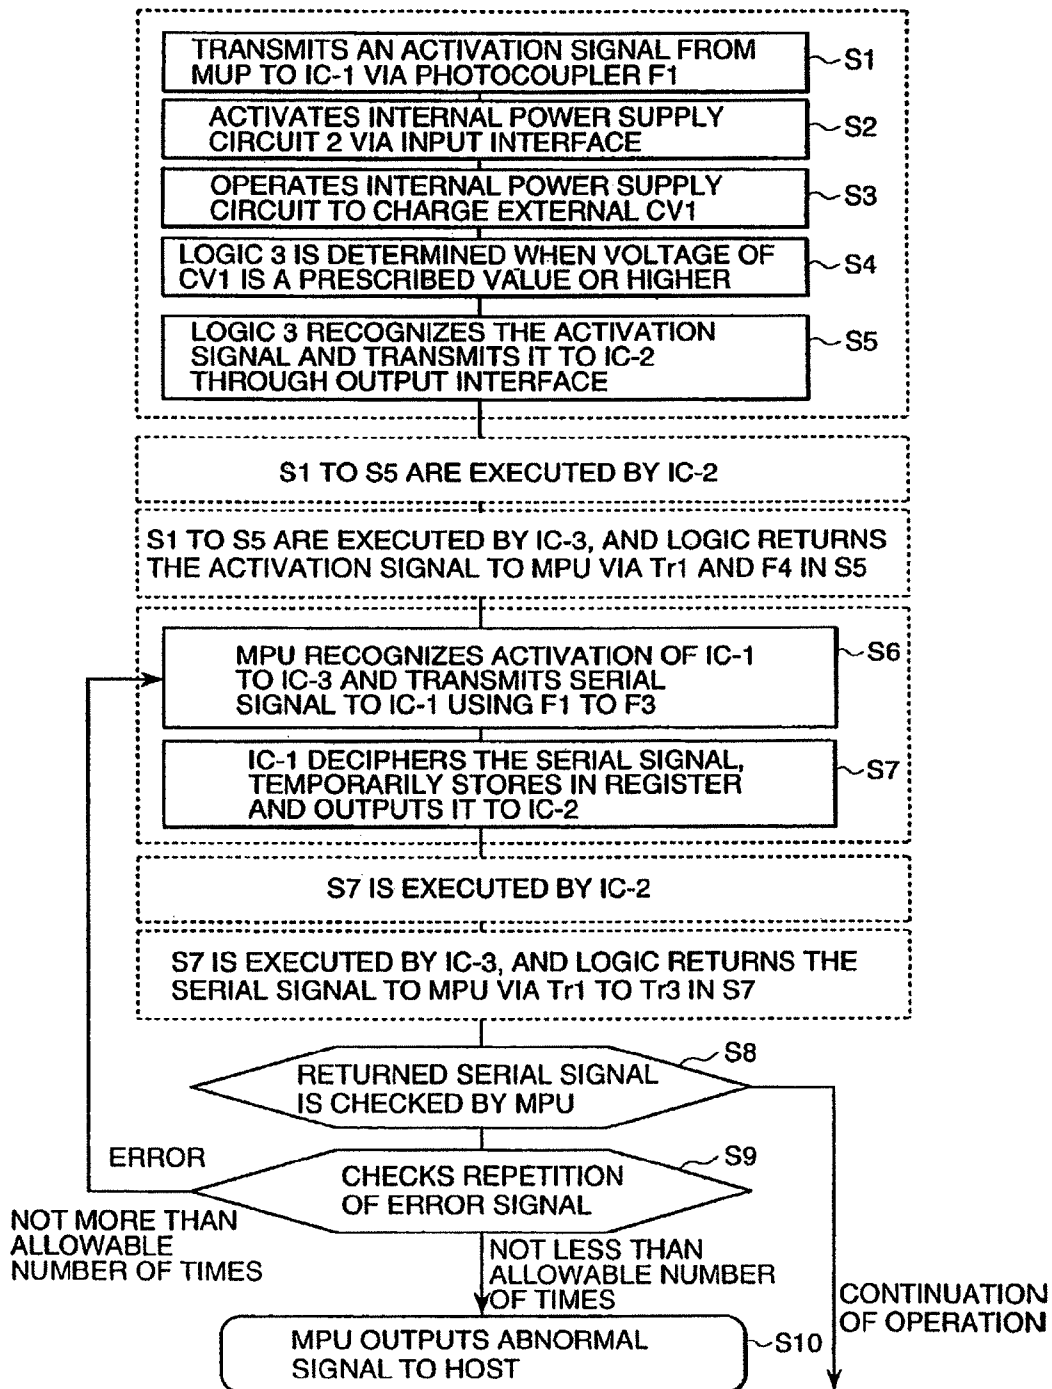 TRANSMITS AN ACTIVATION SIGNAL FROM
MUP TO IC-1 VIA PHOTOCOUPLER F1
S1
ACTIVATES INTERNAL POWER SUPPLY
CIRCUIT 2 VIA INPUT INTERFACE
S2
OPERATES INTERNAL POWER SUPPLY
CIRCUIT TO CHARGE EXTERNAL CV1
S3
LOGIC 3 IS DETERMINED WHEN VOLTAGE OF
CV1 IS A PRESCRIBED VALUE OR HIGHER
S4
LOGIC 3 RECOGNIZES THE ACTIVATION
SIGNAL AND TRANSMITS IT TO IC-2
THROUGH OUTPUT INTERFACE
S5
S1 TO S5 ARE EXECUTED BY IC-2
S1 TO S5 ARE EXECUTED BY IC-3, AND LOGIC RETURNS
THE ACTIVATION SIGNAL TO MPU VIA Tr1 AND F4 IN S5
MPU RECOGNIZES ACTIVATION OF IC-1
TO IC-3 AND TRANSMITS SERIAL
SIGNAL TO IC-1 USING F1 TO F3
S6
IC-1 DECIPHERS THE SERIAL SIGNAL,
TEMPORARILY STORES IN REGISTER
AND OUTPUTS IT TO IC-2
S7
S7 IS EXECUTED BY IC-2
S7 IS EXECUTED BY IC-3, AND LOGIC RETURNS THE
SERIAL SIGNAL TO MPU VIA Tr1 TO Tr3 IN S7
RETURNED SERIAL SIGNAL
IS CHECKED BY MPU
S8
ERROR
CHECKS REPETITION
OF ERROR SIGNAL
S9
NOT MORE THAN
ALLOWABLE
NUMBER OF TIMES
NOT LESS THAN
ALLOWABLE NUMBER
OF TIMES
CONTINUATION
OF OPERATION
MPU OUTPUTS ABNORMAL
SIGNAL TO HOST
S10